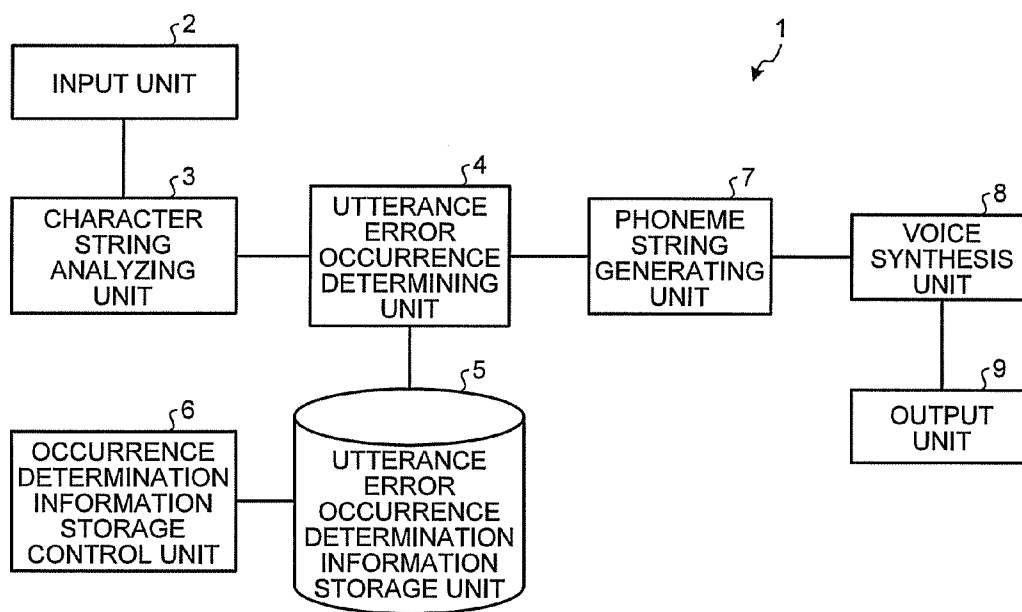 1
2
INPUT UNIT
3
CHARACTER
STRING
ANALYZING
UNIT
4
UTTERANCE
ERROR
OCCURRENCE
DETERMINING
UNIT
7
PHONEME
STRING
GENERATING
UNIT
8
VOICE
SYNTHESIS
UNIT
9
OUTPUT
UNIT
6
OCCURRENCE
DETERMINATION
INFORMATION
STORAGE
CONTROL UNIT
5
UTTERANCE
ERROR
OCCURRENCE
DETERMINATION
INFORMATION
STORAGE UNIT